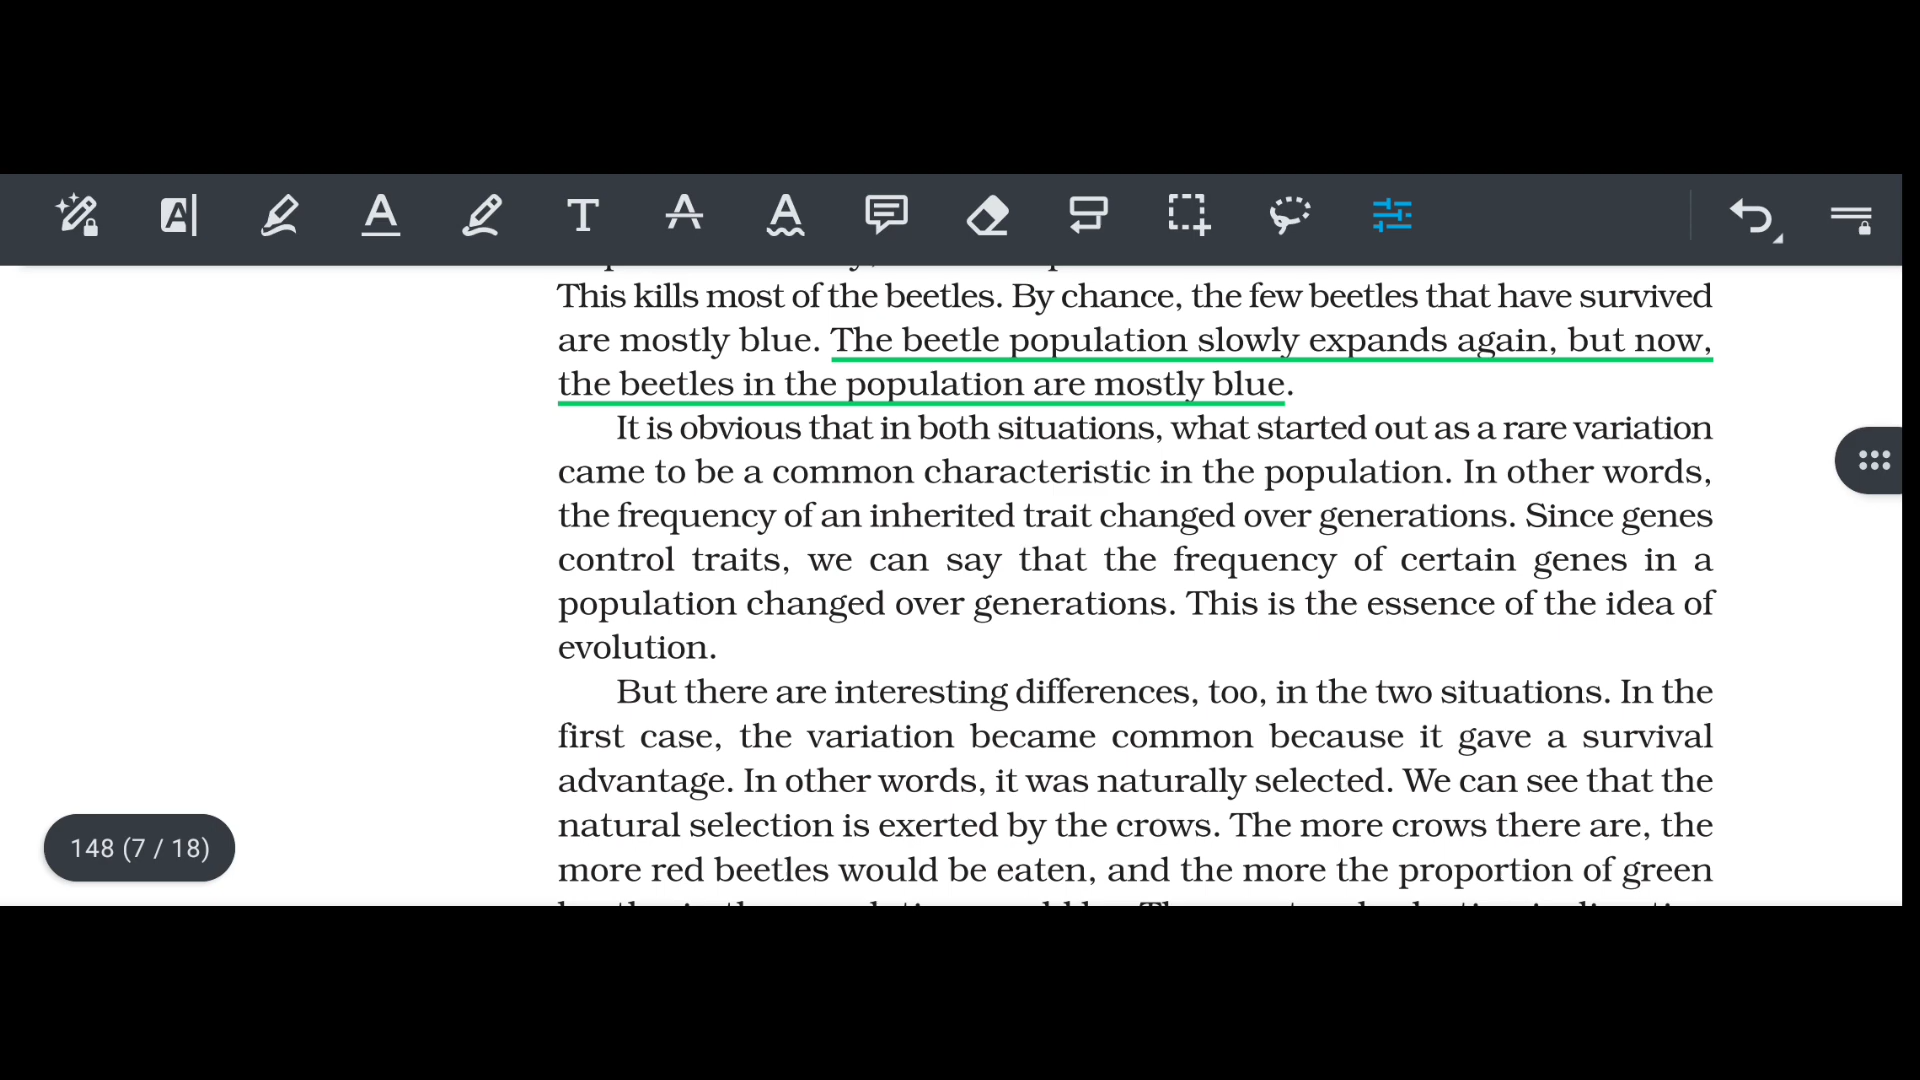 This kills most of the beetles. By chance, the few beetles that have survived
are mostly blue. The beetle population slowly expands again, but now,
the beetles in the population are mostly blue.
It is obvious that in both situations, what started out as a rare variation
came to be a common characteristic in the population. In other words,
the frequency of an inherited trait changed over generations. Since genes
control traits, we can say that the frequency of certain genes in a
population changed over generations. This is the essence of the idea of
evolution.
But there are interesting differences, too, in the two situations. In the
first case, the variation became common because it gave a survival
advantage. In other words, it was naturally selected. We can see that the
natural selection is exerted by the crows. The more crows there are, the
more red beetles would be eaten, and the more the proportion of green
148 (7 / 18)